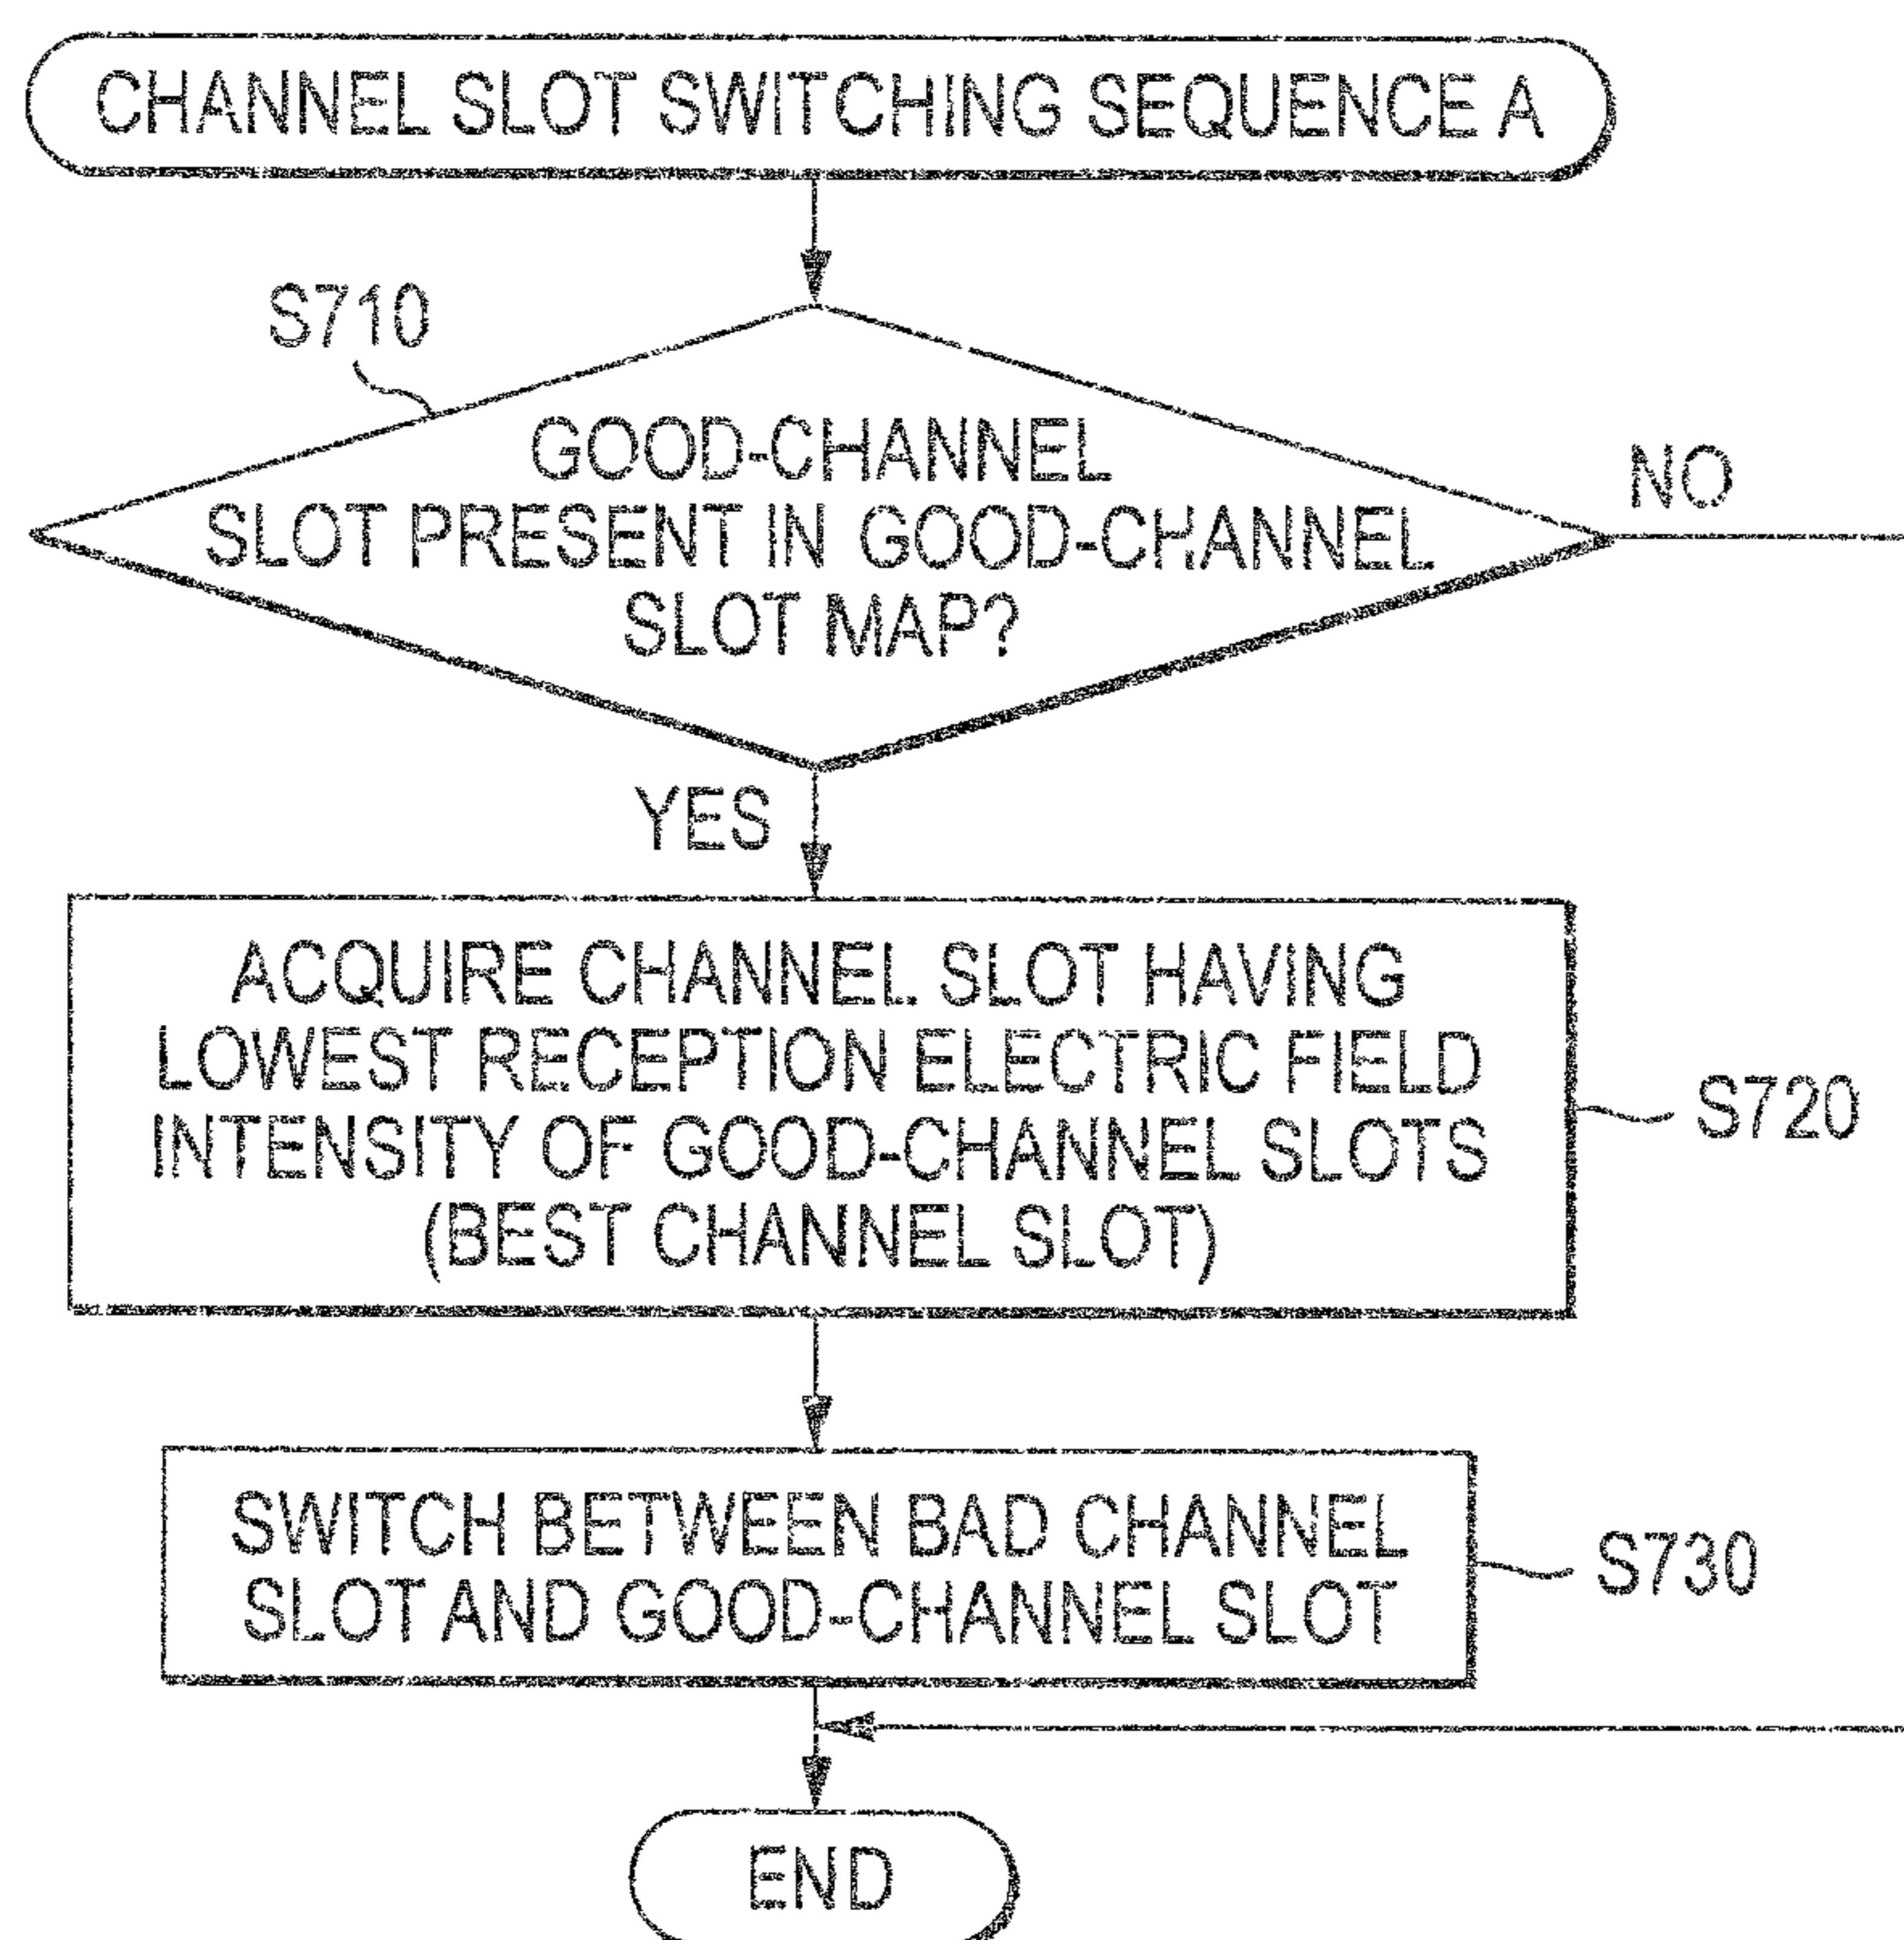 CHANNEL SLOT SWITCHING SEQUENCE A
S710
GOOD-CHANNEL
SLOT PRESENT IN GOOD-CHANNEL
SLOT MAP?
NO
YES
ACQUIRE CHANNEL SLOT HAVING
LOWEST RECEPTION ELECTRIC FIELD
INTENSITY OF GOOD-CHANNEL SLOTS
(BEST CHANNEL SLOT)
S720
SWITCH BETWEEN BAD CHANNEL
SLOT AND GOOD-CHANNEL SLOT
S730
END